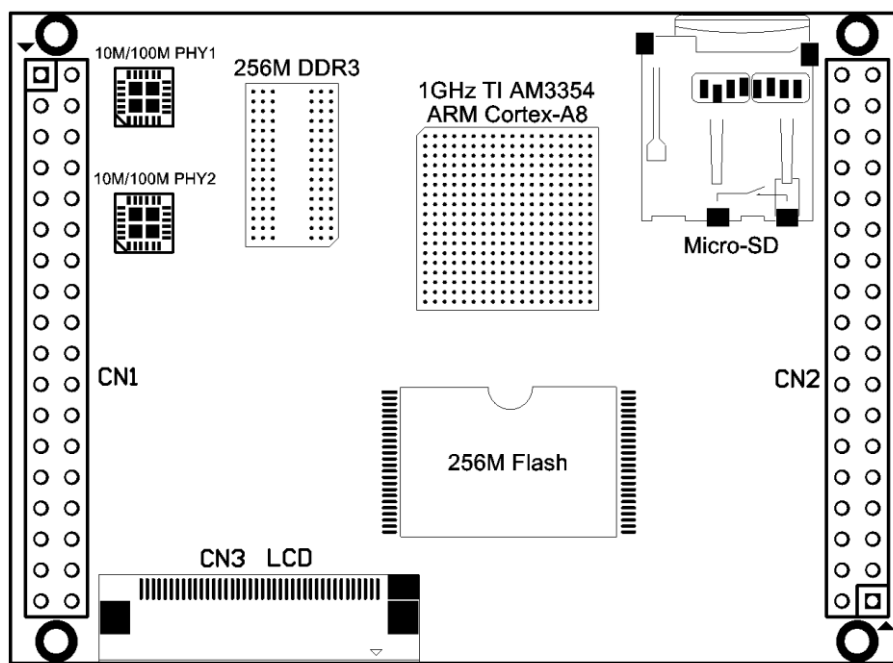 10M/100M PHY1
256M DDR3
1GHz TI AM3354
ARM Cortex-A8
10M/100M PHY2
Micro-SD
CN1
CN2
256M Flash
CN3 LCD